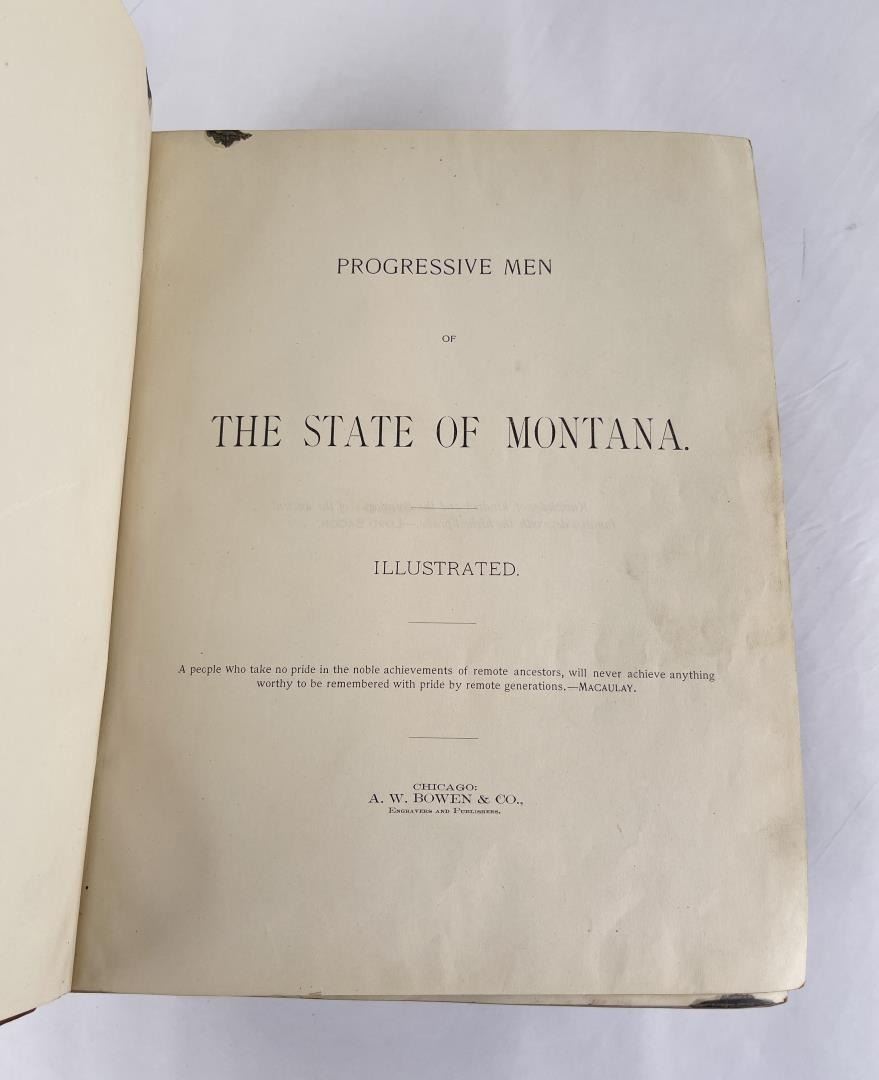 PROGRESSIVE MEN
OF
THE STATE OF MONTANA.
ILLUSTRATED.
A people who take no pride in the noble achievements of remote ancestors, will never achieve anything
worthy to be remembered with pride by remote generations.—MACAULAY.
CHICAGO:
A. W. BOWEN & CO.,
ENGRAVERS AND PUBLISHERS.